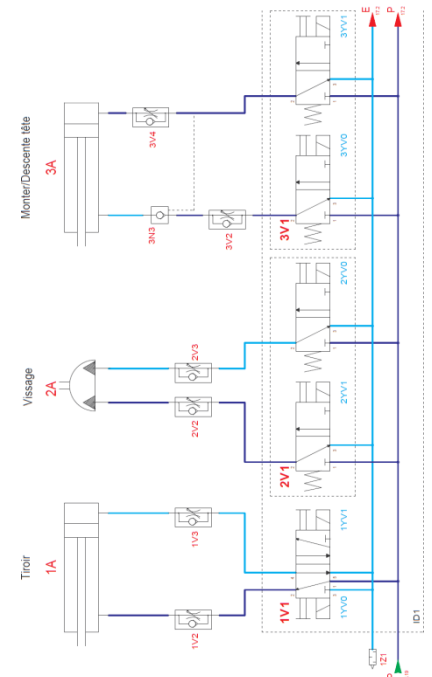 Monter/Descente tête
3A
3V4
3N3
3V2
3V1
3YV1
3YV0
E
P
Vissage
2A
2V3
2V2
2V1
2YV0
2YV1
Tiroir
1A
1V3
1V2
1V1
1YV1
1YV0
1Z1
ID1